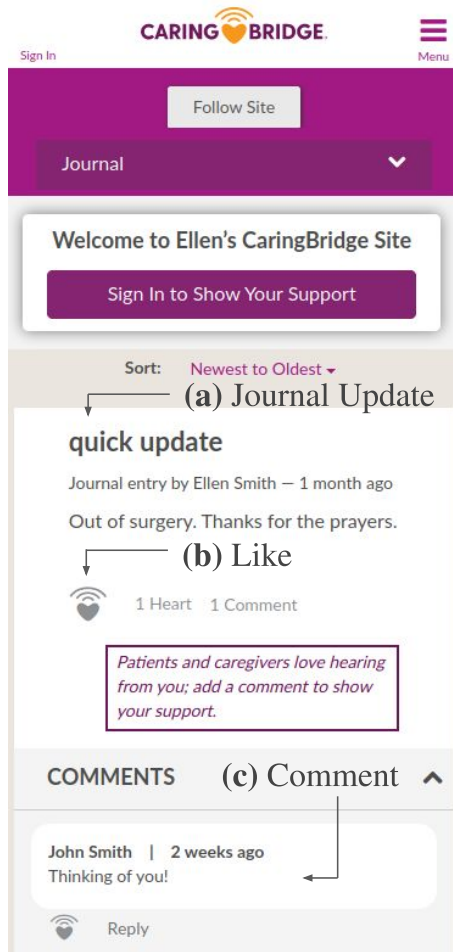 CARINGBRIDGE
Sign In
Menu
Follow Site
Journal
Welcome to Ellen's CaringBridge Site
Sign In to Show Your Support
Sort: Newest to Oldest
(a) Journal Update
quick update
Journal entry by Ellen Smith — 1 month ago
Out of surgery. Thanks for the prayers.
(b) Like
1 Heart 1 Comment
Patients and caregivers love hearing
from you; add a comment to show
your support.
COMMENTS
(c) Comment
John Smith | 2 weeks ago
Thinking of you!
Reply